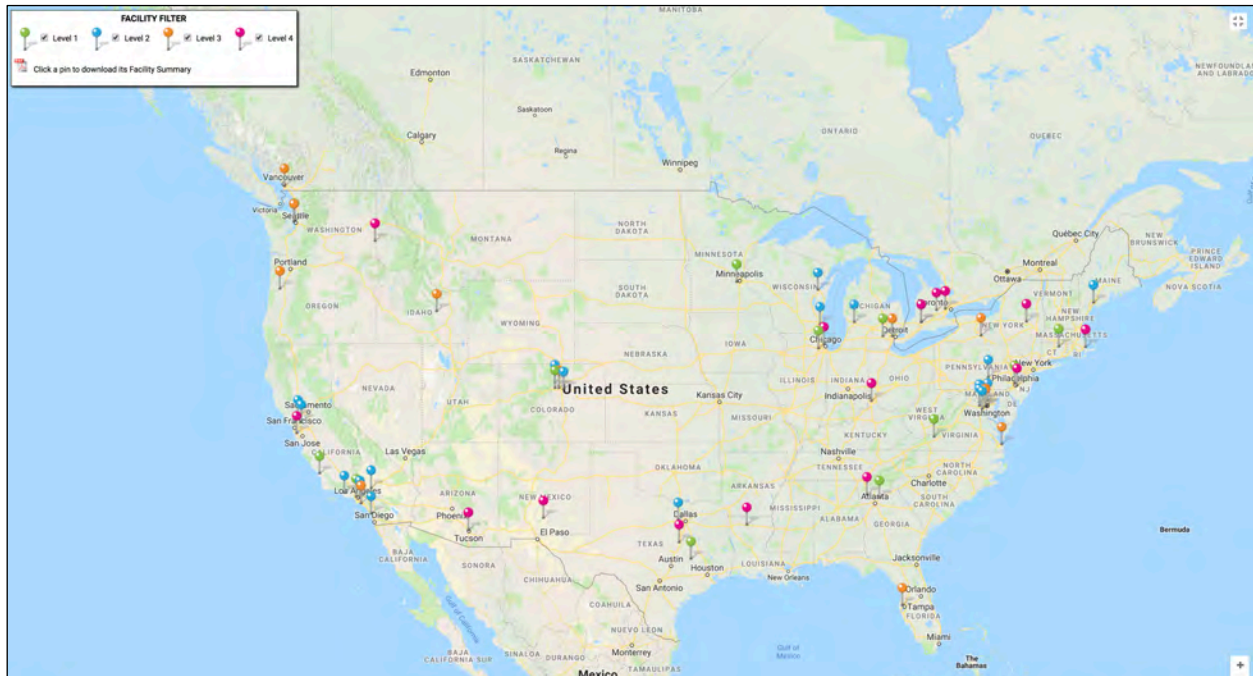 FACILITY FILTER
Level 1
Level 2
Level 3
Level 4
Click a pin to download its Facility Summary
MANITOBA
SASKATCHEWAN
Edmonton
NEWFOUNDLAND
AND LABRADOR
Saskatoon
Calgary
ONTARIO
QUEBEC
Regina
Winnipeg
Vancouver
Victoria
Seattle
WASHINGTON
NORTH
DAKOTA
MONTANA
Québec City
NEW
BRUNSWICK
PRINCE
EDWARD
ISLAND
MINNESOTA
Minneapolis
Portland
Ottawa
Montreal
MAINE
NOVA SCOTIA
SOUTH
DAKOTA
WISCONSIN
MICHIGAN
Toronto
VERMONT
OREGON
IDAHO
WYOMING
NEW
HAMPSHIRE
NEW YORK
Detroit
MASSACHUSETTS
Chicago
IOWA
CT
RI
NEBRASKA
PENNSYLVANIA
New York
NEVADA
UTAH
United States
ILLINOIS
INDIANA
OHIO
Philadelphia
NJ
Indianapolis
MARYLAND
Kansas City
DE
Sacramento
COLORADO
KANSAS
MISSOURI
WEST
VIRGINIA
Washington
San Francisco
San Jose
KENTUCKY
VIRGINIA
CALIFORNIA
Las Vegas
Nashville
TENNESSEE
NORTH
CAROLINA
OKLAHOMA
Charlotte
ARKANSAS
Los Angeles
ARIZONA
NEW MEXICO
SOUTH
CAROLINA
Atlanta
Phoenix
MISSISSIPPI
San Diego
Dallas
ALABAMA
GEORGIA
Tucson
El Paso
Bermuda
TEXAS
BAJA
CALIFORNIA
Jacksonville
SONORA
Austin
LOUISIANA
Houston
New Orleans
CHIHUAHUA
San Antonio
Orlando
Tampa
COAHUILA
FLORIDA
Gulf of California
NUEVO LEON
Miami
Monterrey
Gulf of
Mexico
BAJA
CALIFORNIA SUR
SINALOA
DURANGO
The
Bahamas
TAMAULIPAS
Mexico